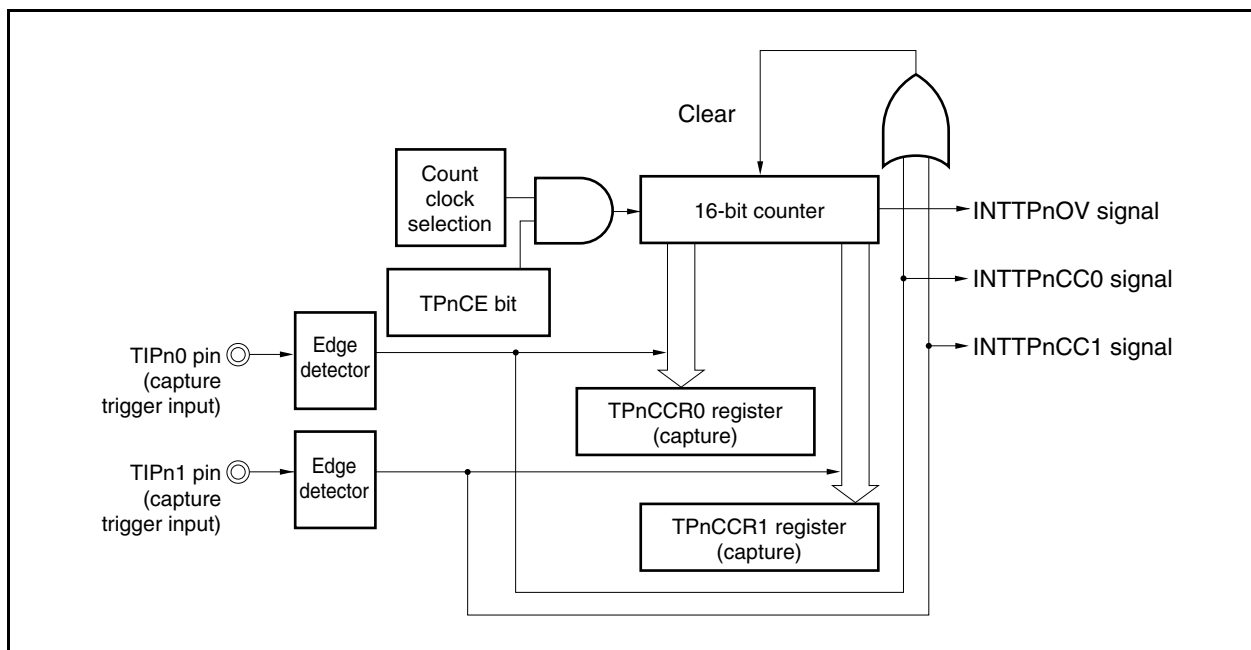 Clear
Count
clock
selection
16-bit counter
INTTPnOV signal
TPnCE bit
INTTPnCC0 signal
INTTPnCC1 signal
TIPn0 pin
(capture
trigger input)
Edge
detector
TPnCCR0 register
(capture)
TIPn1 pin
(capture
trigger input)
Edge
detector
TPnCCR1 register
(capture)